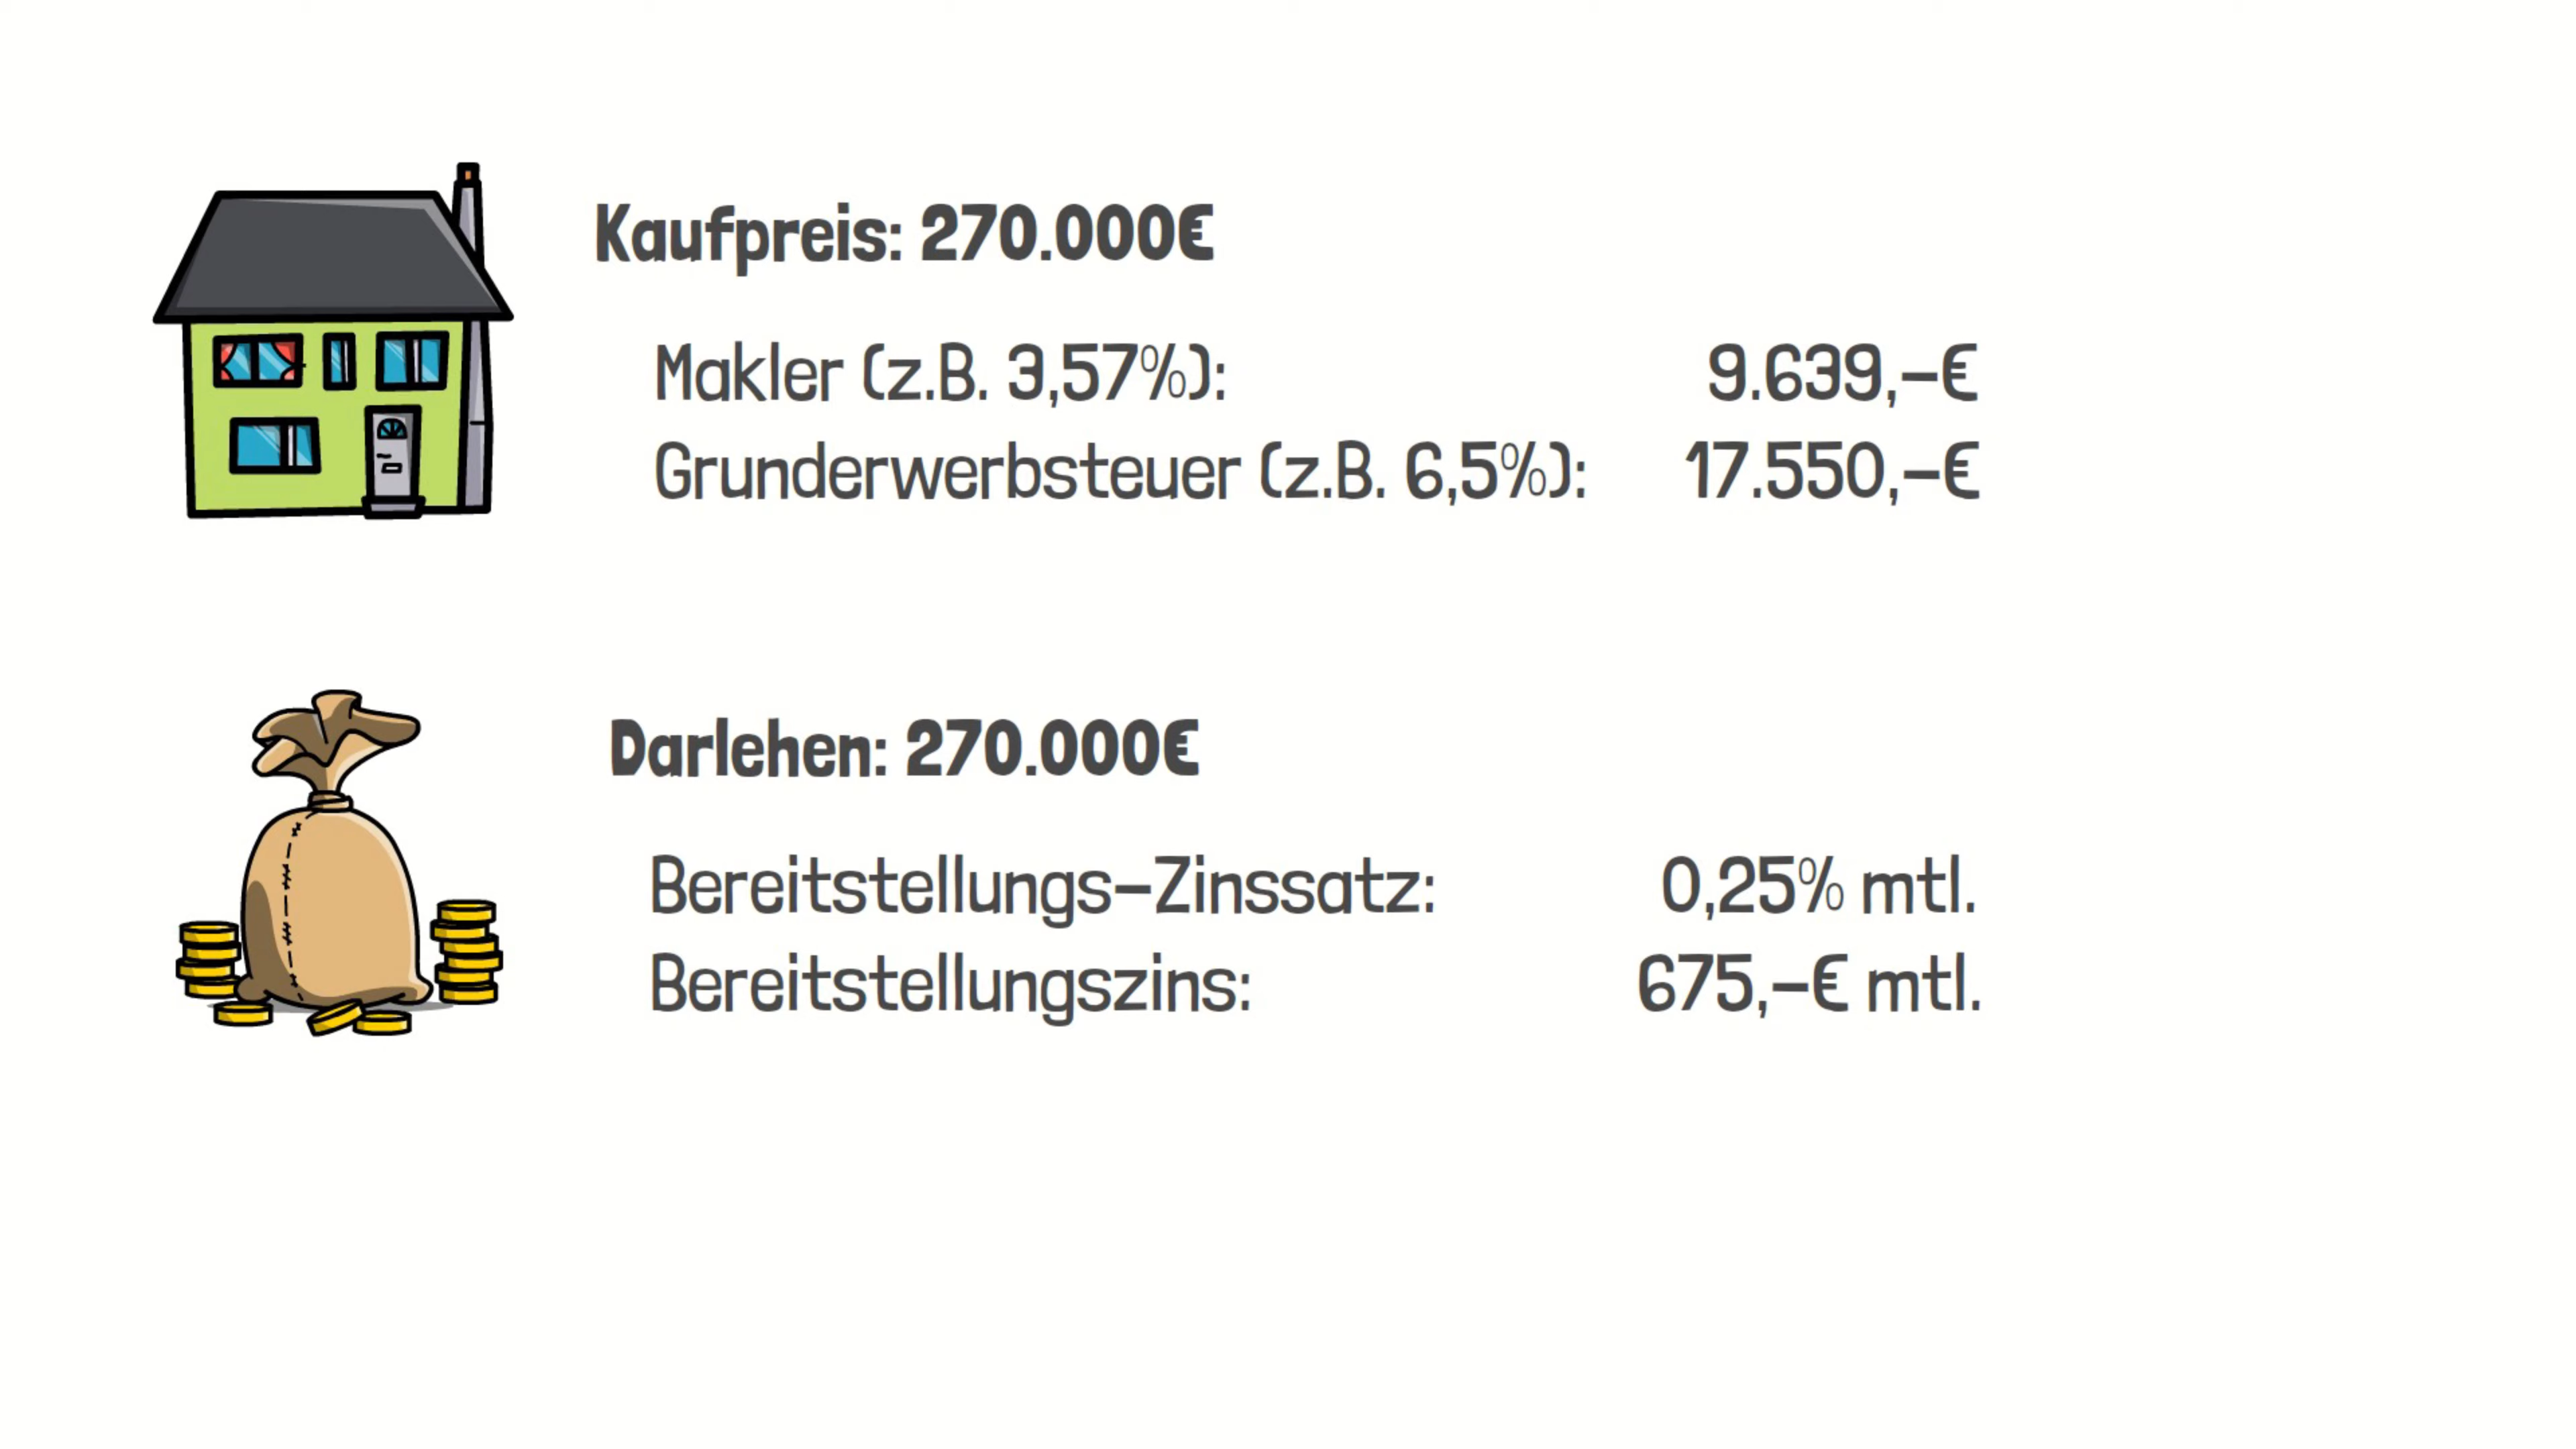 Kaufpreis: 270.000€
Makler (z.B. 3,57%): 9.639,-€
Grunderwerbsteuer (z.B. 6,5%): 17.550,-€
Darlehen: 270.000€
Bereitstellungs-Zinssatz: 0,25% mtl.
Bereitstellungszins: 675,-€ mtl.